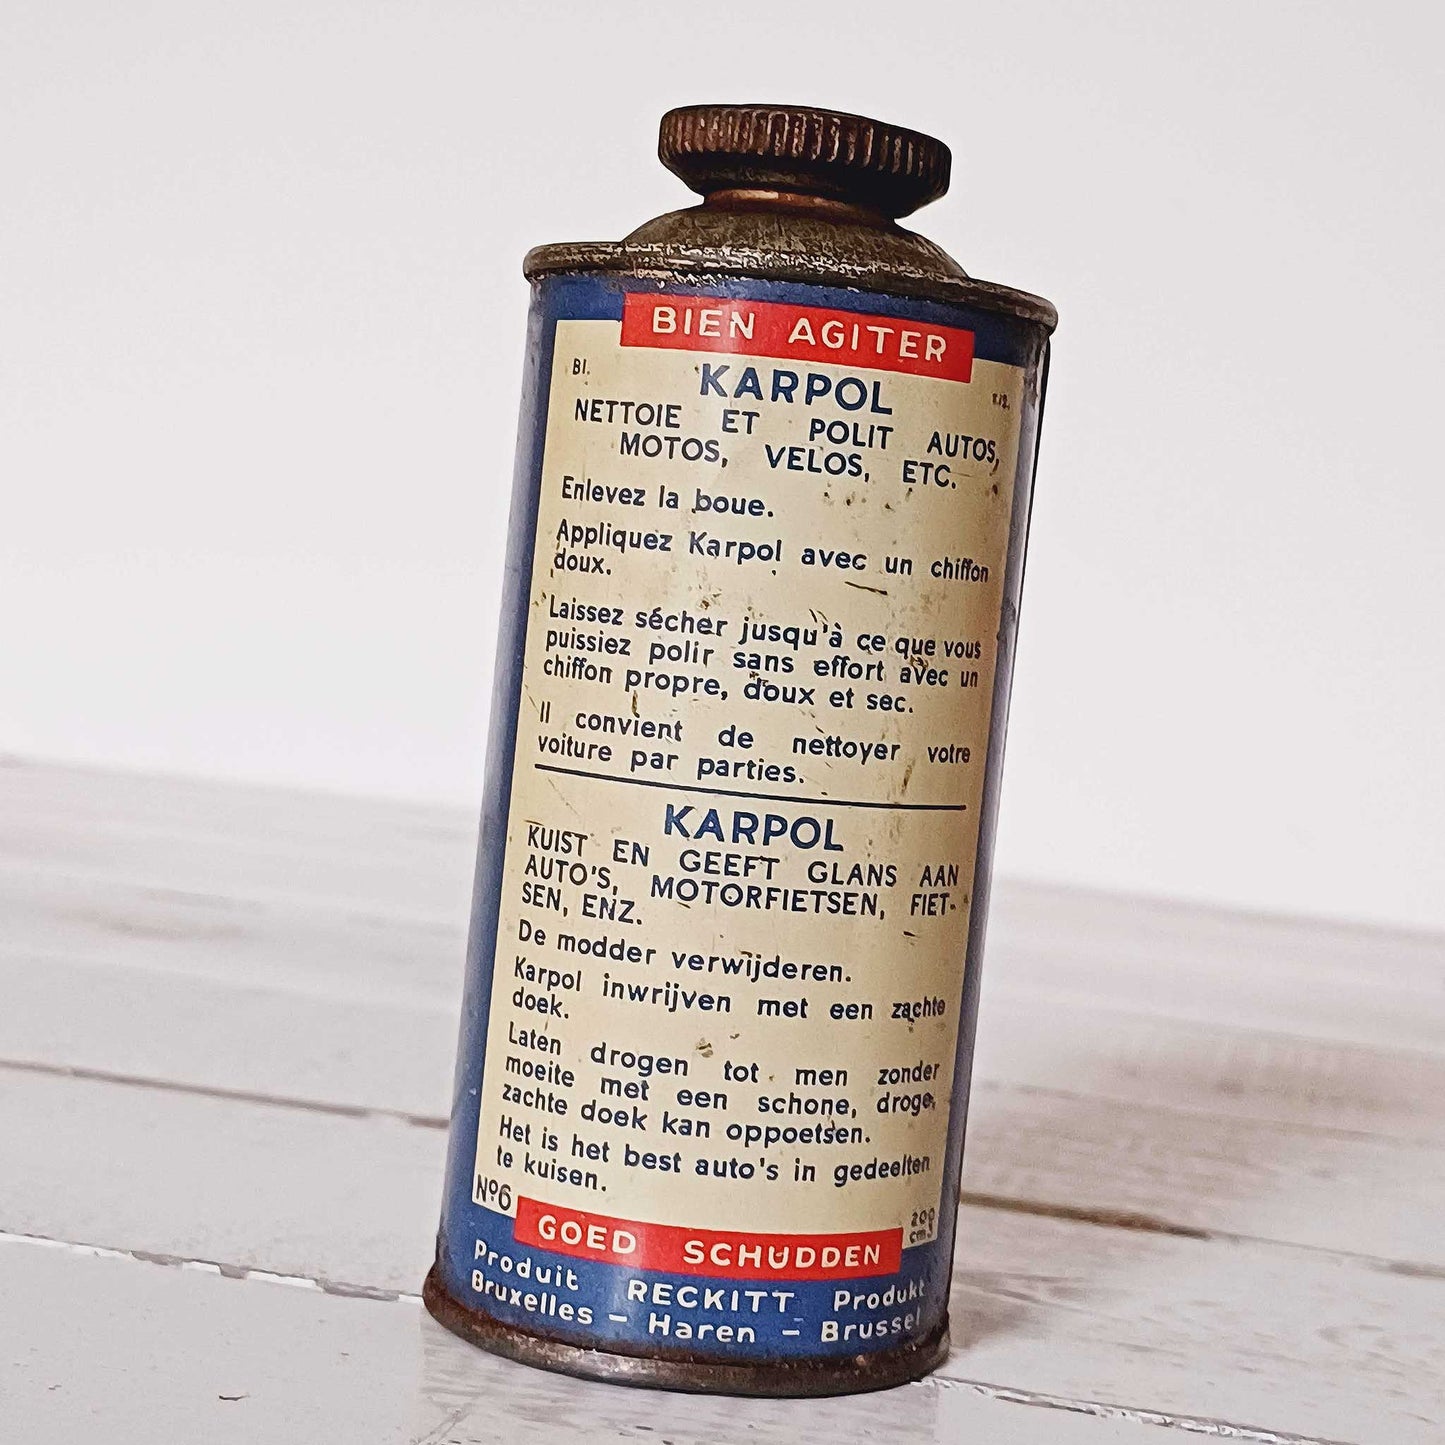 BIEN AGITER
BI.
KARPOL
NETTOIE ET POLIT AUTOS,
MOTOS, VELOS, ETC.
Enlevez la boue.
Appliquez Karpol avec un chiffon
doux.
Laissez sécher jusqu'à ce que vous
puissiez polir sans effort avec un
chiffon propre, doux et sec.
Il convient de nettoyer votre
voiture par parties.
KARPOL
KUIST EN GEEFT GLANS AAN
AUTO'S, MOTORFIETSEN, FIET-
SEN, ENZ.
De modder verwijderen.
Karpol inwrijven met een zachte
doek.
Laten drogen tot men zonder
moeite met een schone, droge,
zachte doek kan oppoetsen.
Het is het best auto's in gedeelten
te kuisen.
Nº6
200
cm3
GOED SCHUDDEN
Produit RECKITT Produkt
Bruxelles – Haren – Brussel